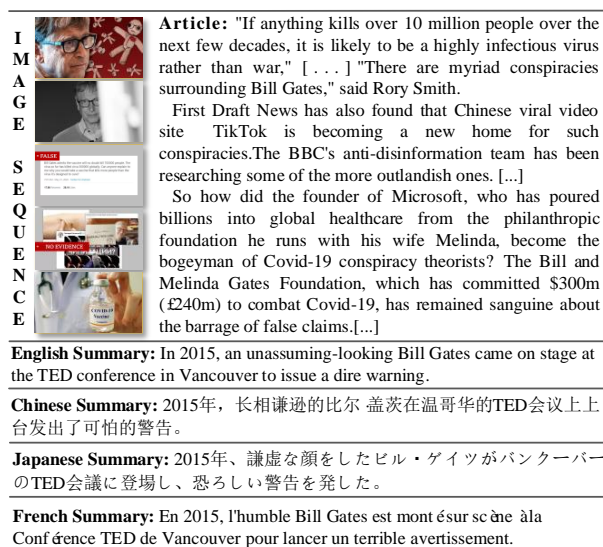 IMAGE SEQUENCE
FALSE
NO EVIDENCE
COVID-19
Vaccine
Article: "If anything kills over 10 million people over the
next few decades, it is likely to be a highly infectious virus
rather than war," [ . . . ] "There are myriad conspiracies
surrounding Bill Gates," said Rory Smith.
First Draft News has also found that Chinese viral video
site TikTok is becoming a new home for such
conspiracies.The BBC's anti-disinformation team has been
researching some of the more outlandish ones. [...]
So how did the founder of Microsoft, who has poured
billions into global healthcare from the philanthropic
foundation he runs with his wife Melinda, become the
bogeyman of Covid-19 conspiracy theorists? The Bill and
Melinda Gates Foundation, which has committed $300m
(£240m) to combat Covid-19, has remained sanguine about
the barrage of false claims.[...]
English Summary: In 2015, an unassuming-looking Bill Gates came on stage at
the TED conference in Vancouver to issue a dire warning.
Chinese Summary: 2015年，长相谦逊的比尔·盖茨在温哥华的TED会议上上
台发出了可怕的警告。
Japanese Summary: 2015年、謙虚な顔をしたビル・ゲイツがバンクーバー
のTED会議に登場し、恐ろしい警告を発した。
French Summary: En 2015, l'humble Bill Gates est mont ésur scène àla
Conférence TED de Vancouver pour lancer un terrible avertissement.